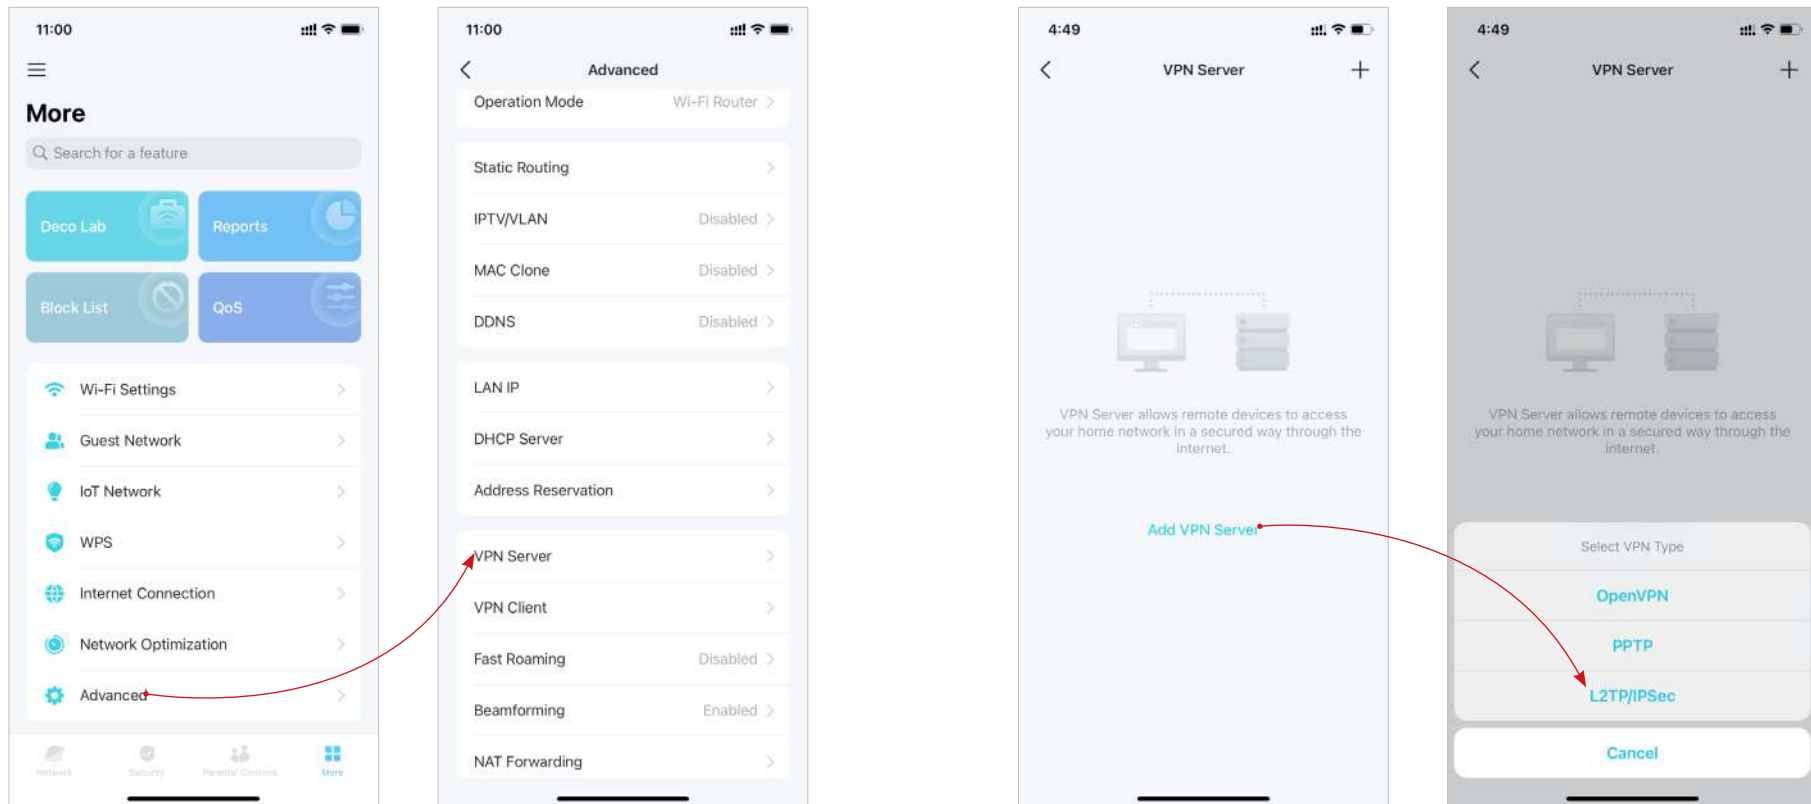 11:00
More
Search for a feature
Deco Lab
Reports
Block List
QoS
Wi-Fi Settings
Guest Network
IoT Network
WPS
Internet Connection
Network Optimization
Advanced
Network
Security
Parental Controls
More
11:00
Advanced
Operation Mode
Wi-Fi Router
Static Routing
IPTV/VLAN
Disabled
MAC Clone
Disabled
DDNS
Disabled
LAN IP
DHCP Server
Address Reservation
VPN Server
VPN Client
Fast Roaming
Disabled
Beamforming
Enabled
NAT Forwarding
4:49
VPN Server
VPN Server allows remote devices to access
your home network in a secured way through the
internet.
Add VPN Server
4:49
VPN Server
VPN Server allows remote devices to access
your home network in a secured way through the
internet.
Select VPN Type
OpenVPN
PPTP
L2TP/IPSec
Cancel